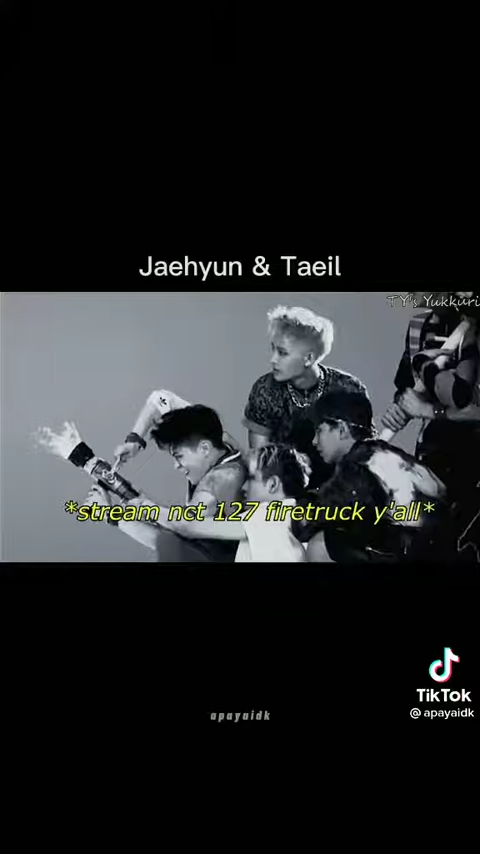 Jaehyun & Taeil
TY's Yukkuri
*stream nct 127 firetruck y'all*
TikTok
@apayaidk
apayaidk